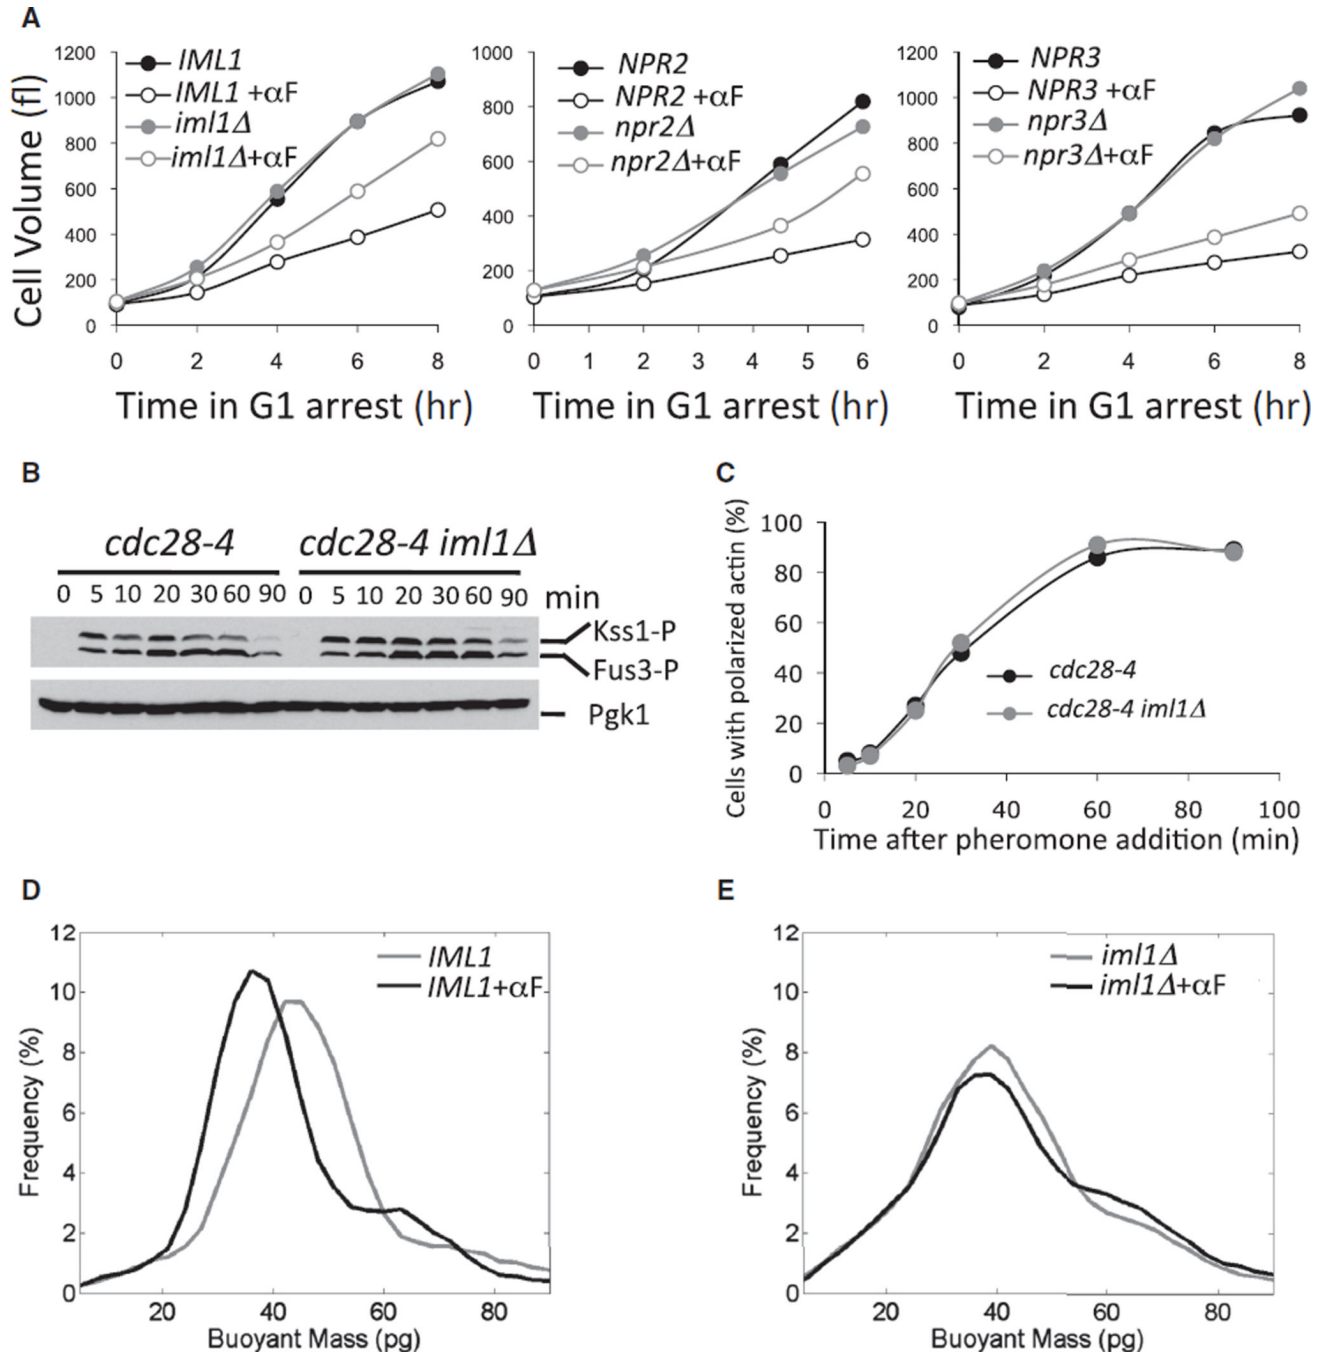 A
Cell Volume (fl)
1200
1000
800
600
400
200
0
IML1
IML1 +αF
iml1Δ
iml1Δ+αF
0 2 4 6 8
Time in G1 arrest (hr)
1000
800
600
400
200
0
NPR2
NPR2 +αF
npr2Δ
npr2Δ+αF
0 1 2 3 4 5 6
Time in G1 arrest (hr)
1200
1000
800
600
400
200
0
NPR3
NPR3 +αF
npr3Δ
npr3Δ+αF
0 2 4 6 8
Time in G1 arrest (hr)
B
cdc28-4 cdc28-4 iml1Δ
0 5 10 20 30 60 90 0 5 10 20 30 60 90 min
Kss1-P
Fus3-P
Pgk1
C
Cells with polarized actin (%)
100
80
60
40
20
0
cdc28-4
cdc28-4 iml1Δ
0 20 40 60 80 100
Time after pheromone addition (min)
D
Frequency (%)
12
10
8
6
4
2
0
IML1
IML1+αF
20 40 60 80
Buoyant Mass (pg)
E
Frequency (%)
12
10
8
6
4
2
0
iml1Δ
iml1Δ+αF
20 40 60 80
Buoyant Mass (pg)